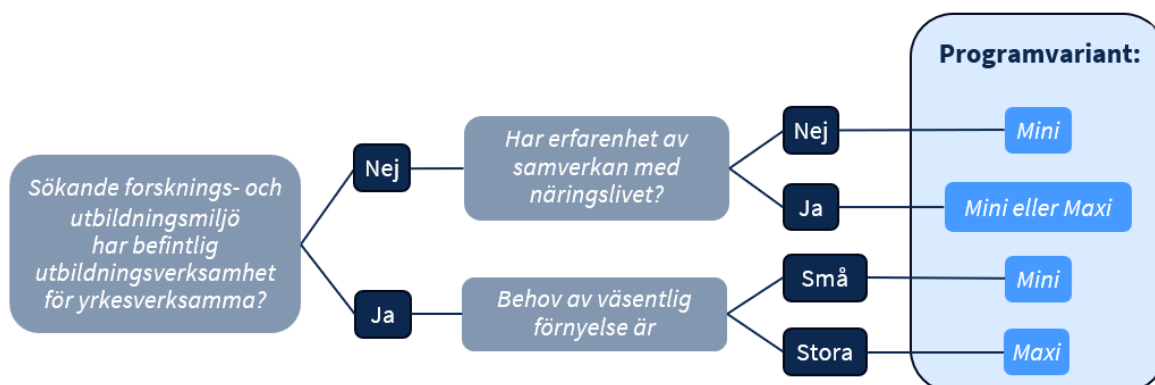 Programvariant:
Sökande forsknings- och
utbildningsmiljö
har befintlig
utbildningsverksamhet
för yrkesverksamma?
Nej
Har erfarenhet av
samverkan med
näringslivet?
Nej
Mini
Ja
Mini eller Maxi
Ja
Behov av väsentlig
förnyelse är
Små
Mini
Stora
Maxi